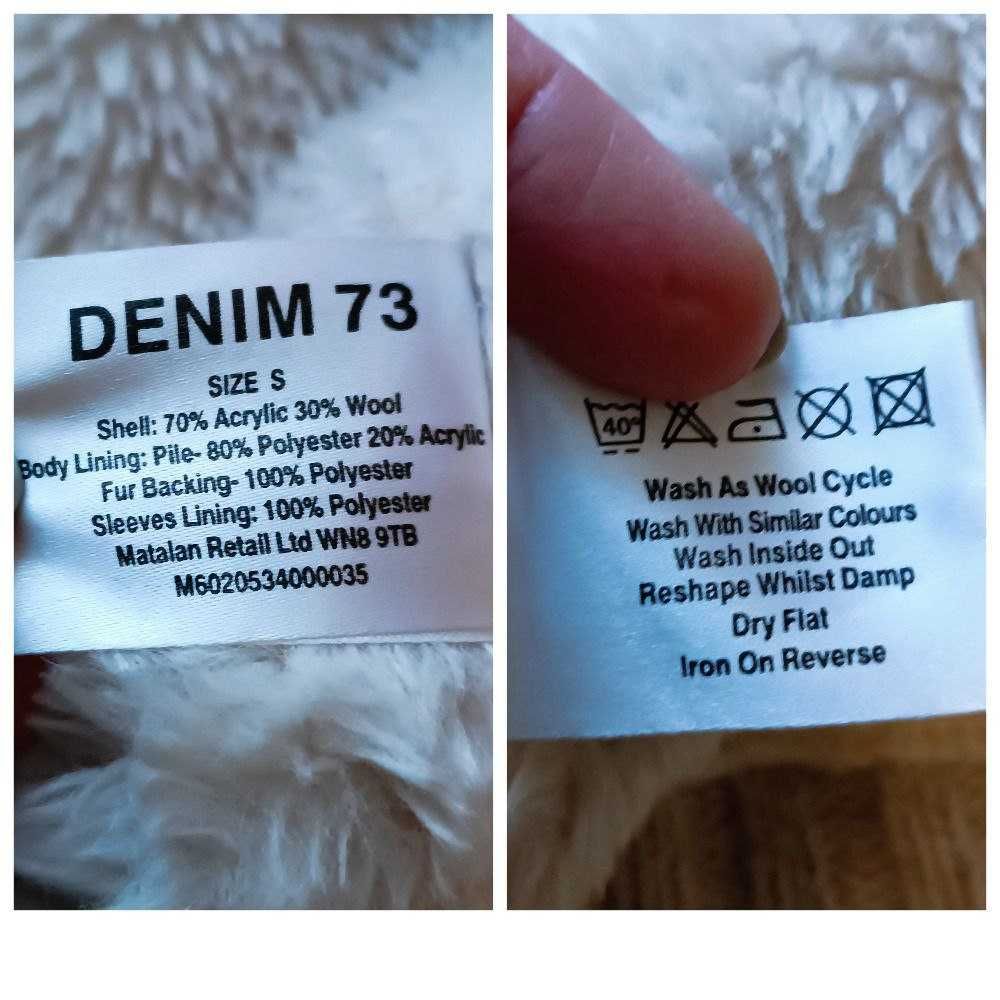 DENIM 73
SIZE S
Shell: 70% Acrylic 30% Wool
Body Lining: Pile- 80% Polyester 20% Acrylic
Fur Backing- 100% Polyester
Sleeves Lining: 100% Polyester
Matalan Retail Ltd WN8 9TB
M6020534000035
40°
Wash As Wool Cycle
Wash With Similar Colours
Wash Inside Out
Reshape Whilst Damp
Dry Flat
Iron On Reverse